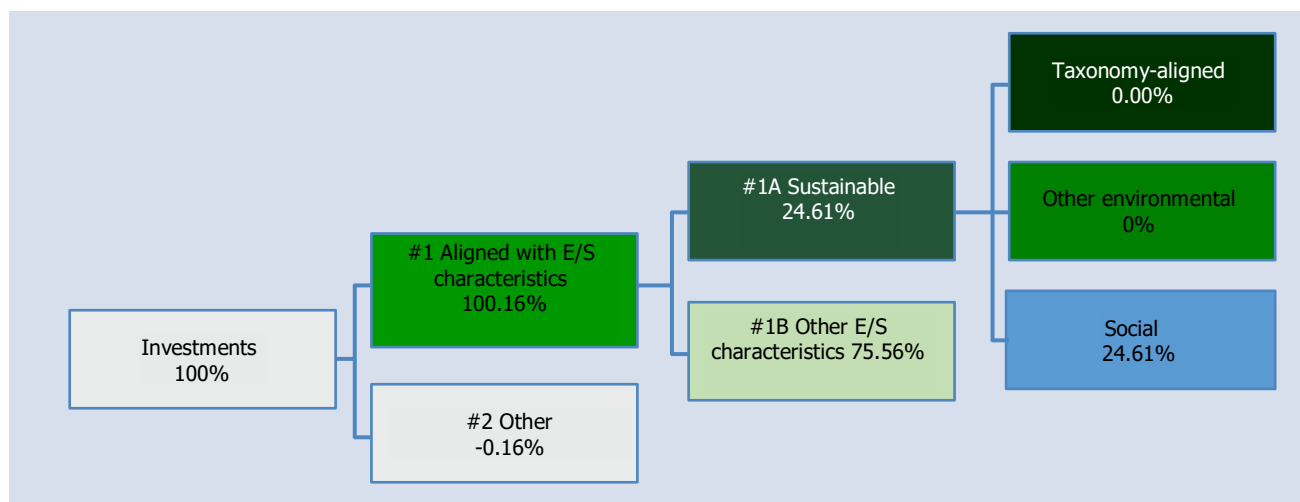 Investments
100%
#1 Aligned with E/S
characteristics
100.16%
#2 Other
-0.16%
#1A Sustainable
24.61%
#1B Other E/S
characteristics 75.56%
Taxonomy-aligned
0.00%
Other environmental
0%
Social
24.61%